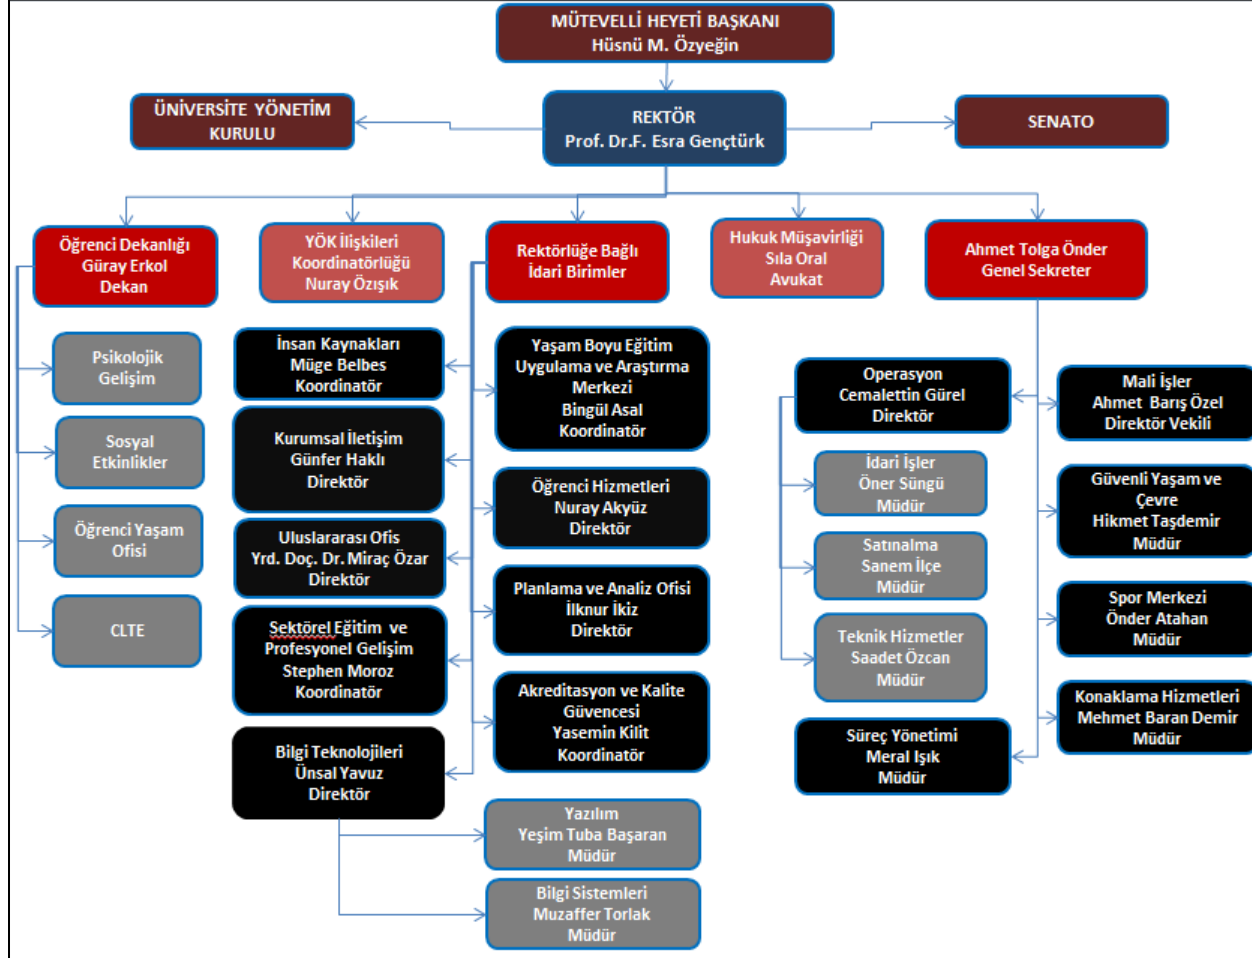 MÜTEVELLİ HEYETİ BAŞKANI
Hüsnü M. Özyeğin
ÜNİVERSİTE YÖNETİM
KURULU
REKTÖR
Prof. Dr.F. Esra Gençtürk
SENATO
Öğrenci Dekanlığı
Güray Erkol
Dekan
YÖK İlişkileri
Koordinatörlüğü
Nuray Özışık
Rektörlüğe Bağlı
İdari Birimler
Hukuk Müşavirliği
Sıla Oral
Avukat
Ahmet Tolga Önder
Genel Sekreter
Psikolojik
Gelişim
Sosyal
Etkinlikler
Öğrenci Yaşam
Ofisi
CLTE
İnsan Kaynakları
Müge Belbes
Koordinatör
Kurumsal İletişim
Günfer Haklı
Direktör
Uluslararası Ofis
Yrd. Doç. Dr. Miraç Özar
Direktör
Sektörel Eğitim ve
Profesyonel Gelişim
Stephen Moroz
Koordinatör
Bilgi Teknolojileri
Ünsal Yavuz
Direktör
Yaşam Boyu Eğitim
Uygulama ve Araştırma
Merkezi
Bingül Asal
Koordinatör
Öğrenci Hizmetleri
Nuray Akyüz
Direktör
Planlama ve Analiz Ofisi
İlknur İkiz
Direktör
Akreditasyon ve Kalite
Güvencesi
Yasemin Kilit
Koordinatör
Yazılım
Yeşim Tuba Başaran
Müdür
Bilgi Sistemleri
Muzaffer Torlak
Müdür
Operasyon
Cemalettin Gürel
Direktör
İdari İşler
Öner Süngü
Müdür
Satınalma
Sanem İlçe
Müdür
Teknik Hizmetler
Saadet Özcan
Müdür
Süreç Yönetimi
Meral Işık
Müdür
Mali İşler
Ahmet Barış Özel
Direktör Vekili
Güvenli Yaşam ve
Çevre
Hikmet Taşdemir
Müdür
Spor Merkezi
Önder Atahan
Müdür
Konaklama Hizmetleri
Mehmet Baran Demir
Müdür